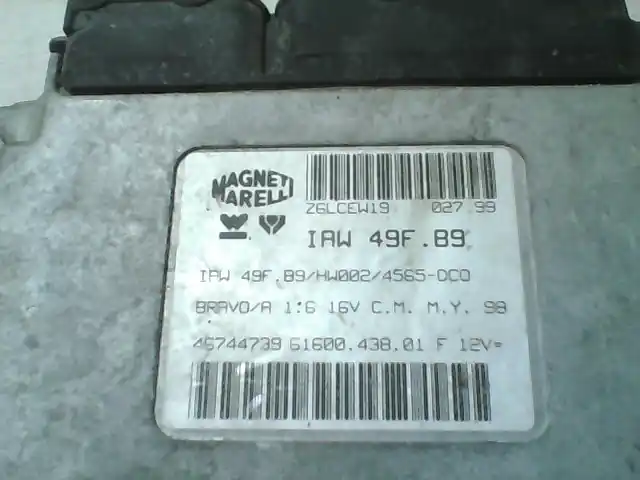 MAGNETI
MARELLI
Z6LCEW19 027 99
IAW 49F.B9
IAW 49F.B9/HW002/4565-DC0
BRAVO/A 1.6 16V C.M. M.Y. 98
46744739 61600.438.01 F 12V=